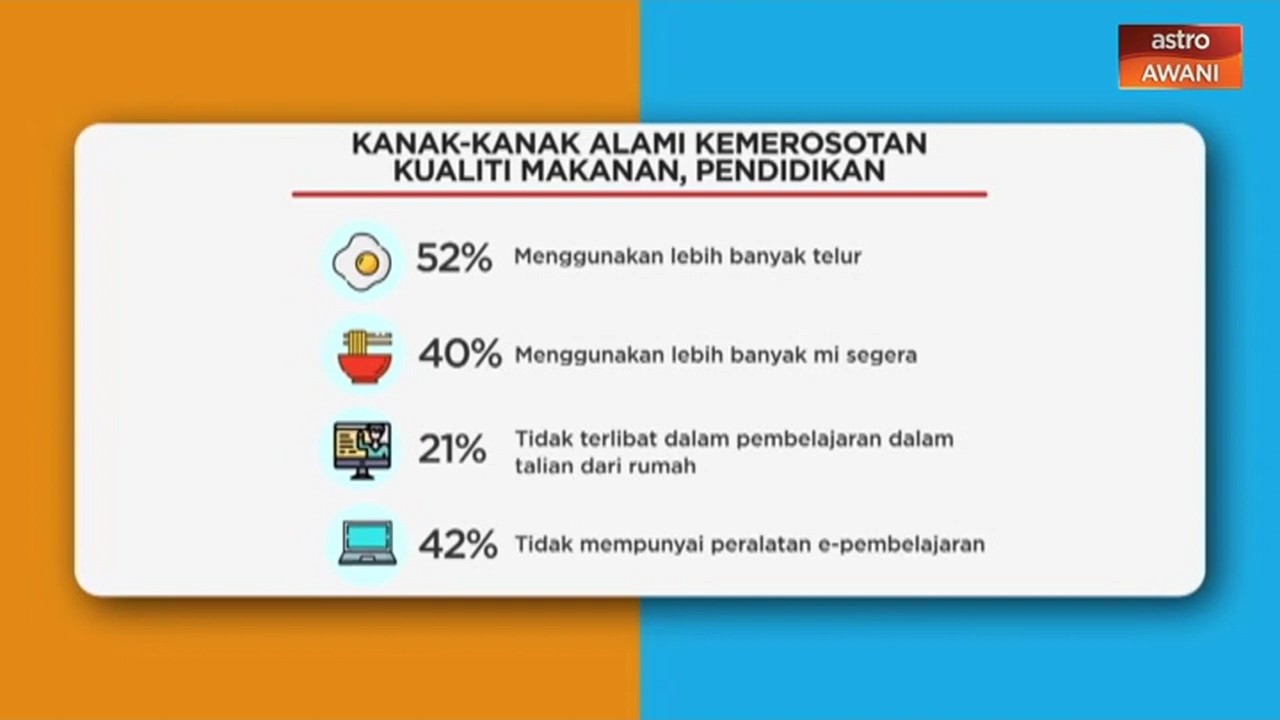 astro
AWANI
KANAK-KANAK ALAMI KEMEROSOTAN
KUALITI MAKANAN, PENDIDIKAN
52% Menggunakan lebih banyak telur
40% Menggunakan lebih banyak mi segera
21% Tidak terlibat dalam pembelajaran dalam
talian dari rumah
42% Tidak mempunyai peralatan e-pembelajaran